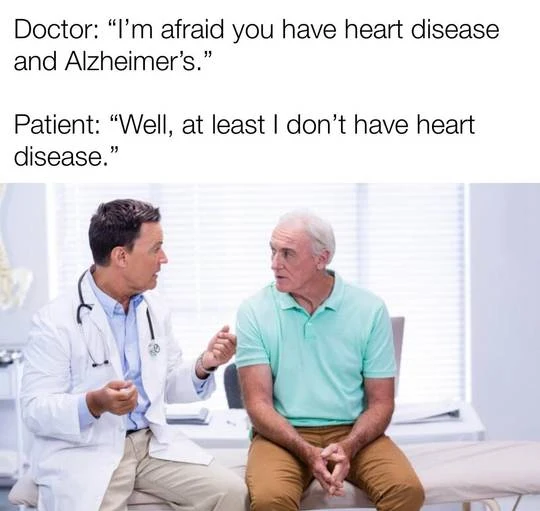 Doctor: “I’m afraid you have heart disease
and Alzheimer’s.”
Patient: “Well, at least I don’t have heart
disease.”